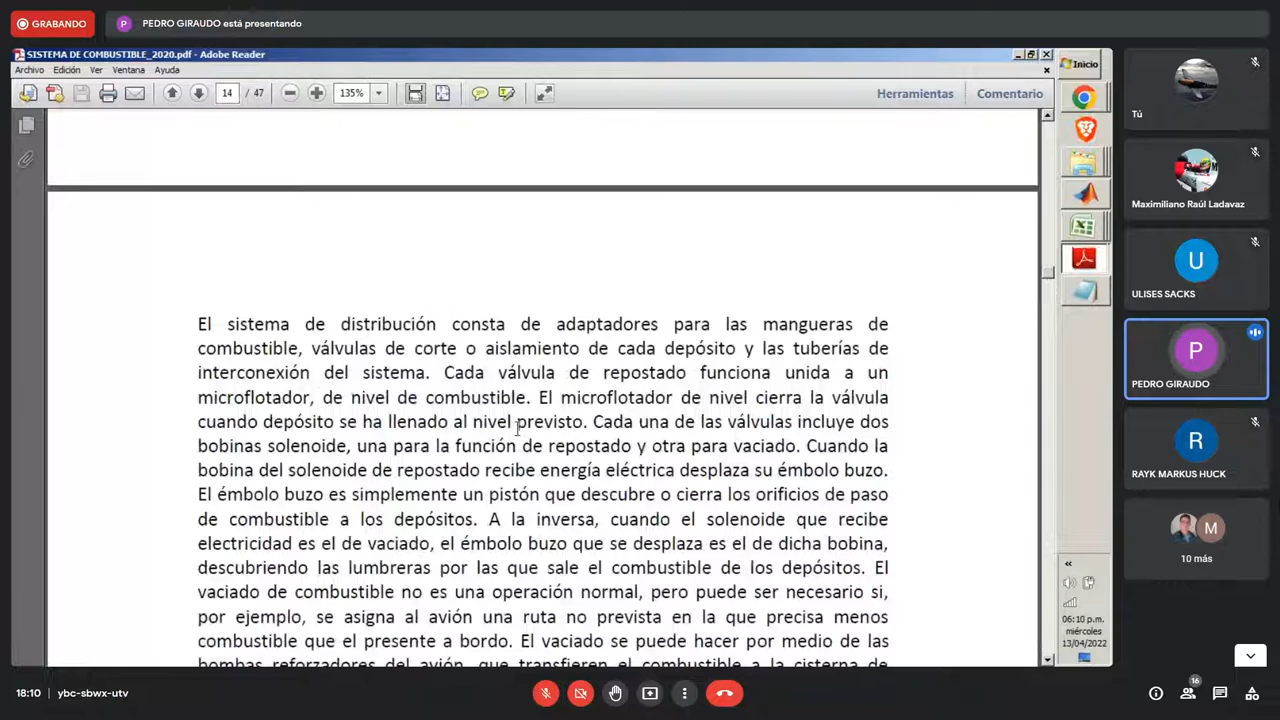 GRABANDO
PEDRO GIRAUDO está presentando
SISTEMA DE COMBUSTIBLE_2020.pdf - Adobe Reader
Archivo Edición Ver Ventana Ayuda
14 / 47
135%
Herramientas Comentario
El sistema de distribución consta de adaptadores para las mangueras de
combustible, válvulas de corte o aislamiento de cada depósito y las tuberías de
interconexión del sistema. Cada válvula de repostado funciona unida a un
microflotador, de nivel de combustible. El microflotador de nivel cierra la válvula
cuando depósito se ha llenado al nivel previsto. Cada una de las válvulas incluye dos
bobinas solenoide, una para la función de repostado y otra para vaciado. Cuando la
bobina del solenoide de repostado recibe energía eléctrica desplaza su émbolo buzo.
El émbolo buzo es simplemente un pistón que descubre o cierra los orificios de paso
de combustible a los depósitos. A la inversa, cuando el solenoide que recibe
electricidad es el de vaciado, el émbolo buzo que se desplaza es el de dicha bobina,
descubriendo las lumbreras por las que sale el combustible de los depósitos. El
vaciado de combustible no es una operación normal, pero puede ser necesario si,
por ejemplo, se asigna al avión una ruta no prevista en la que precisa menos
combustible que el presente a bordo. El vaciado se puede hacer por medio de las
bombas reforzadores del avión, que transfieren el combustible a la cisterna de
Inicio
«
06:10 p.m.
miércoles
13/04/2022
Tú
Maximiliano Raúl Ladavaz
U
ULISES SACKS
P
PEDRO GIRAUDO
R
RAYK MARKUS HUCK
M
10 más
18:10
ybc-sbwx-utv
16